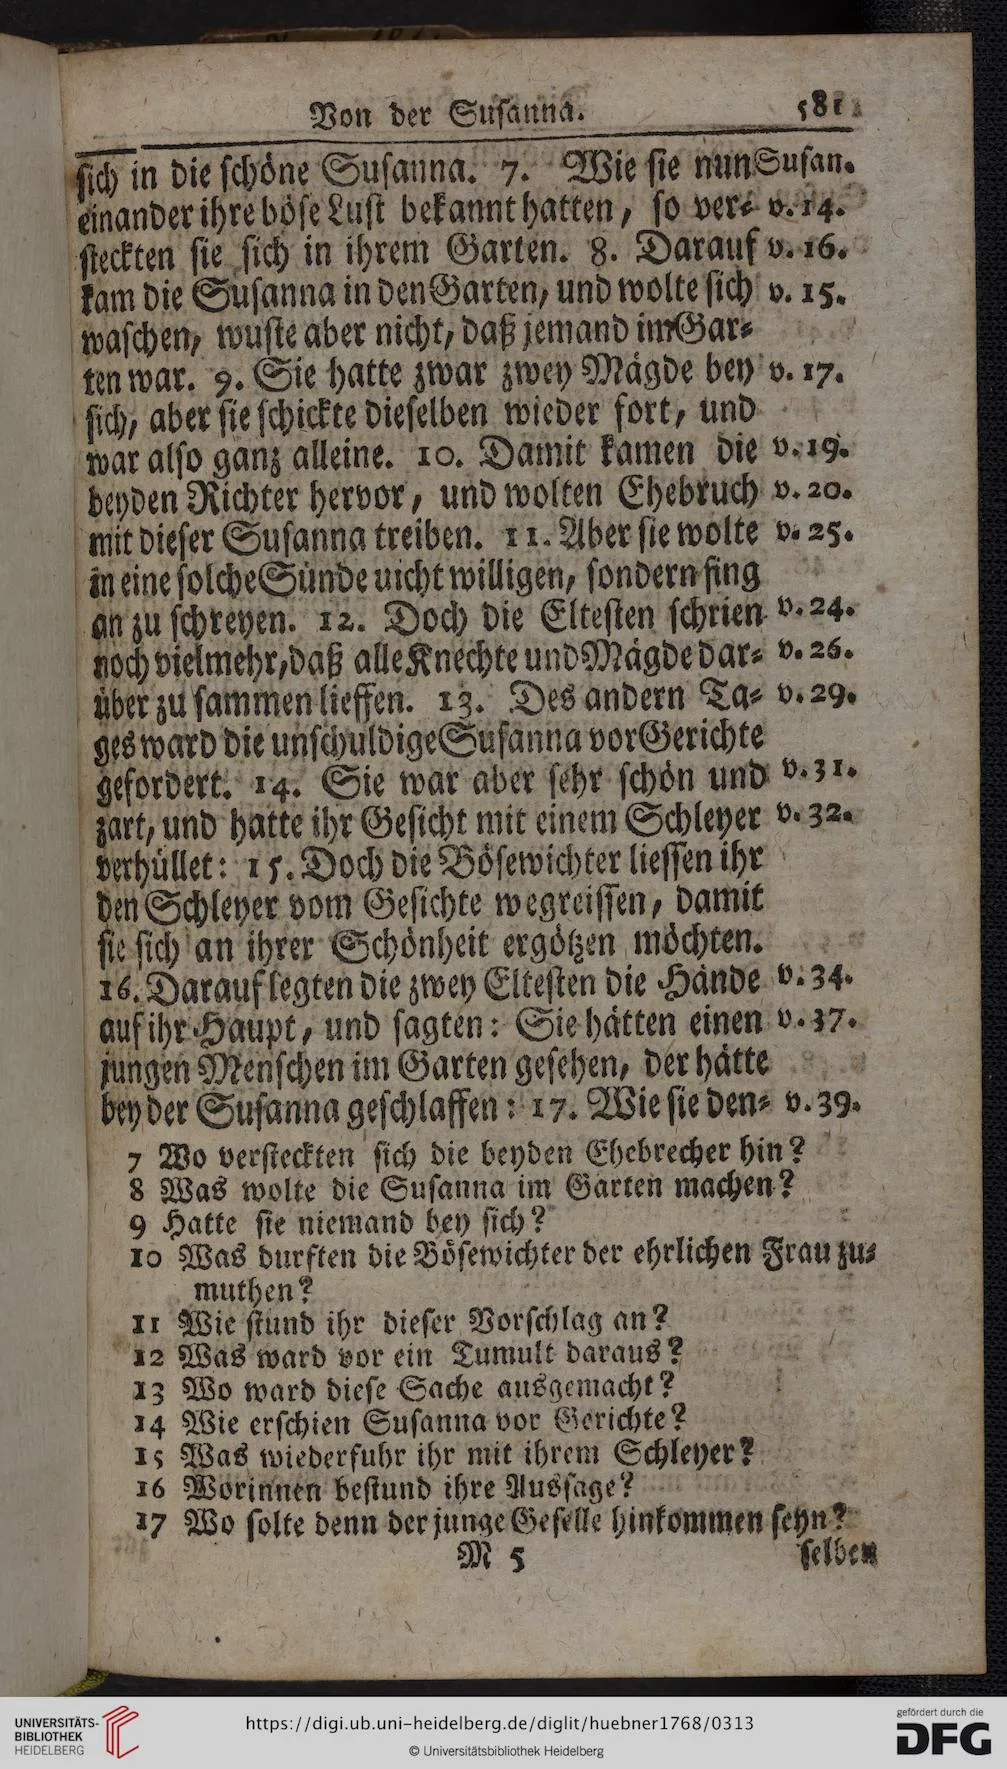 Von der Susanna. 581
sich in die schöne Susanna. 7. Wie sie nun Susan.
einander ihre böse Lust bekannt hatten, so ver- v. 14.
steckten sie sich in ihrem Garten. 8. Darauf v. 16.
kam die Susanna in den Garten, und wolte sich v. 15.
waschen, wuste aber nicht, daß jemand im Gar-
ten war. 9. Sie hatte zwar zwey Mägde bey v. 17.
sich, aber sie schickte dieselben wieder fort, und
war also ganz alleine. 10. Damit kamen die v. 19.
beyden Richter hervor, und wolten Ehebruch v. 20.
mit dieser Susanna treiben. 11. Aber sie wolte v. 25.
in eine solche Sünde uicht willigen, sondern fing
an zu schreyen. 12. Doch die Eltesten schrien v. 24.
noch vielmehr, daß alle Knechte und Mägde dar- v. 26.
über zu sammen lieffen. 13. Des andern Ta- v. 29.
ges ward die unschuldige Susanna vor Gerichte
gefordert. 14. Sie war aber sehr schön und v. 31.
zart, und hatte ihr Gesicht mit einem Schleyer v. 32.
verhüllet: 15. Doch die Bösewichter liessen ihr
den Schleyer vom Gesichte wegreissen, damit
sie sich an ihrer Schönheit ergötzen möchten.
16. Darauf legten die zwey Eltesten die Hände v. 34.
auf ihr Haupt, und sagten: Sie hätten einen v. 37.
jungen Menschen im Garten gesehen, der hätte
bey der Susanna geschlaffen: 17. Wie sie den- v. 39.
7 Wo versteckten sich die beyden Ehebrecher hin?
8 Was wolte die Susanna im Garten machen?
9 Hatte sie niemand bey sich?
10 Was durften die Bösewichter der ehrlichen Frau zu-
muthen?
11 Wie stund ihr dieser Vorschlag an?
12 Was ward vor ein Tumult daraus?
13 Wo ward diese Sache ausgemacht?
14 Wie erschien Susanna vor Gerichte?
15 Was wiederfuhr ihr mit ihrem Schleyer?
16 Worinnen bestund ihre Aussage?
17 Wo solte denn der junge Geselle hinkommen seyn?
M 5 selben
UNIVERSITÄTS-
BIBLIOTHEK
HEIDELBERG
https://digi.ub.uni-heidelberg.de/diglit/huebner1768/0313
© Universitätsbibliothek Heidelberg
gefördert durch die
DFG